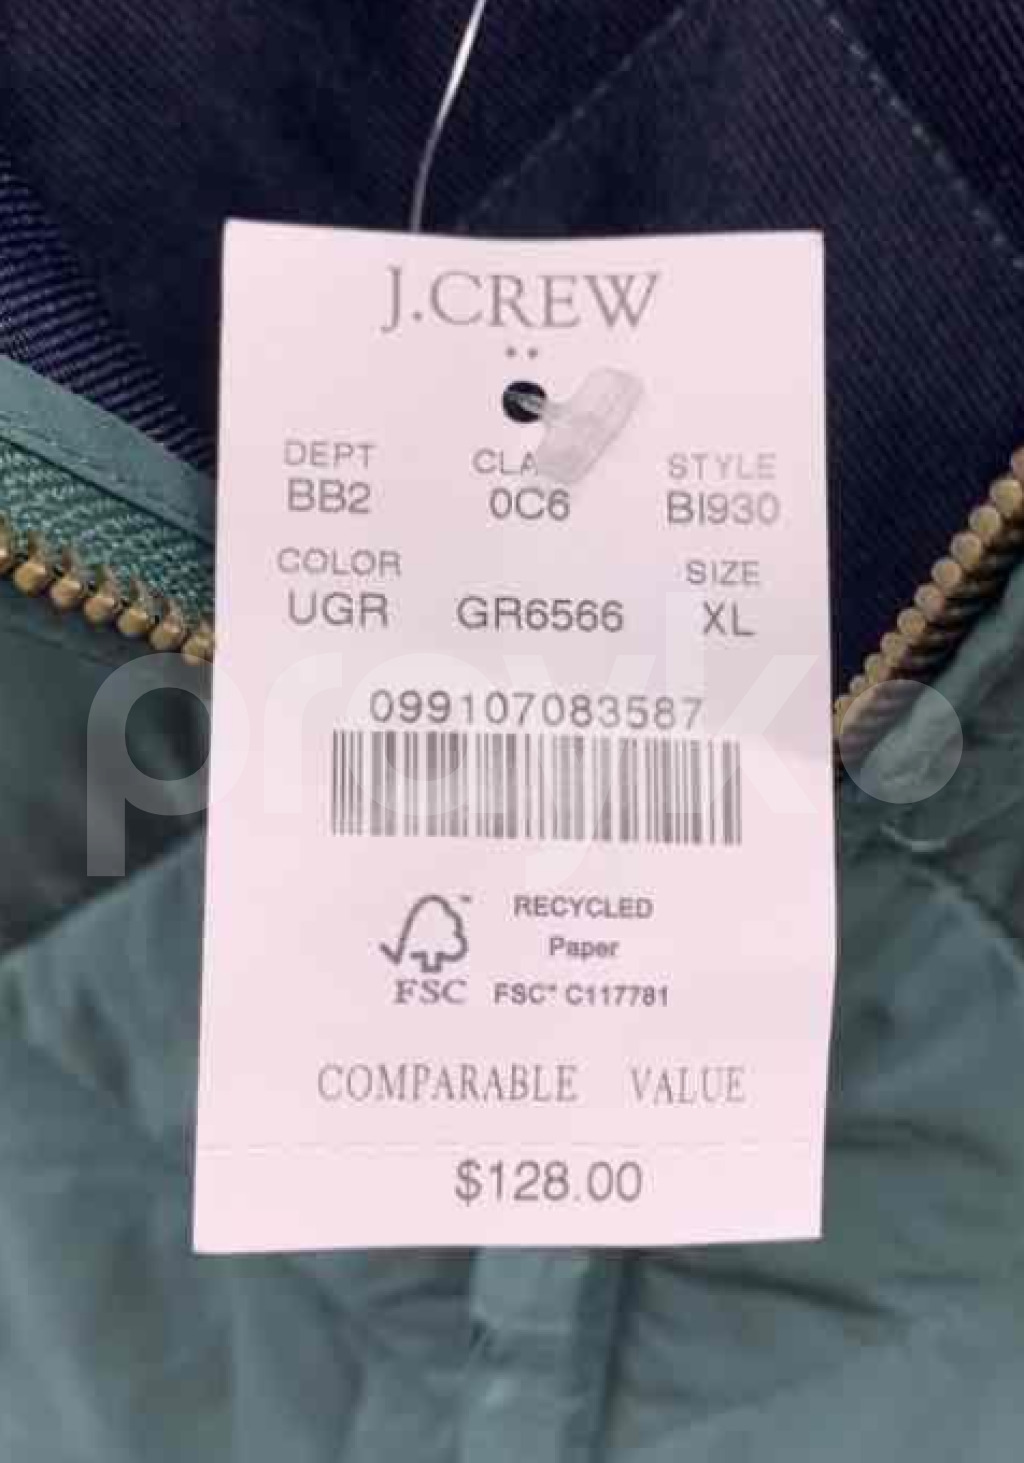 J.CREW
DEPT CLA STYLE
BB2 0C6 BI930
COLOR SIZE
UGR GR6566 XL
099107083587
RECYCLED
Paper
FSC FSC® C117781
COMPARABLE VALUE
$128.00